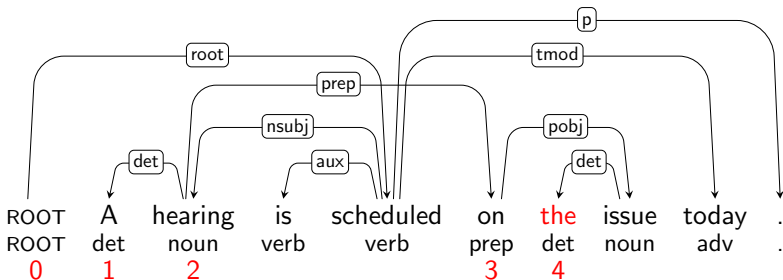 p
root tmod
prep
nsubj pobj
det aux det
ROOT A hearing is scheduled on the issue today .
ROOT det noun verb verb prep det noun adv .
0 1 2 3 4